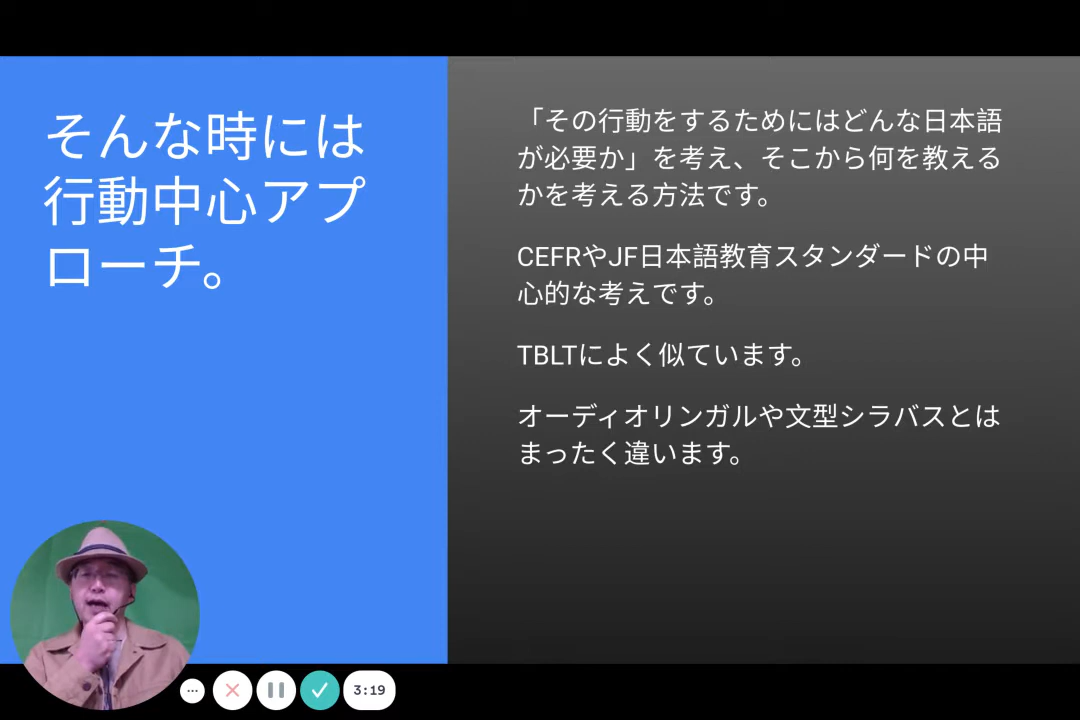 そんな時には
行動中心アプ
ローチ。
「その行動をするためにはどんな日本語
が必要か」を考え、そこから何を教える
かを考える方法です。
CEFRやJF日本語教育スタンダードの中
心的な考えです。
TBLTによく似ています。
オーディオリンガルや文型シラバスとは
まったく違います。
3:19